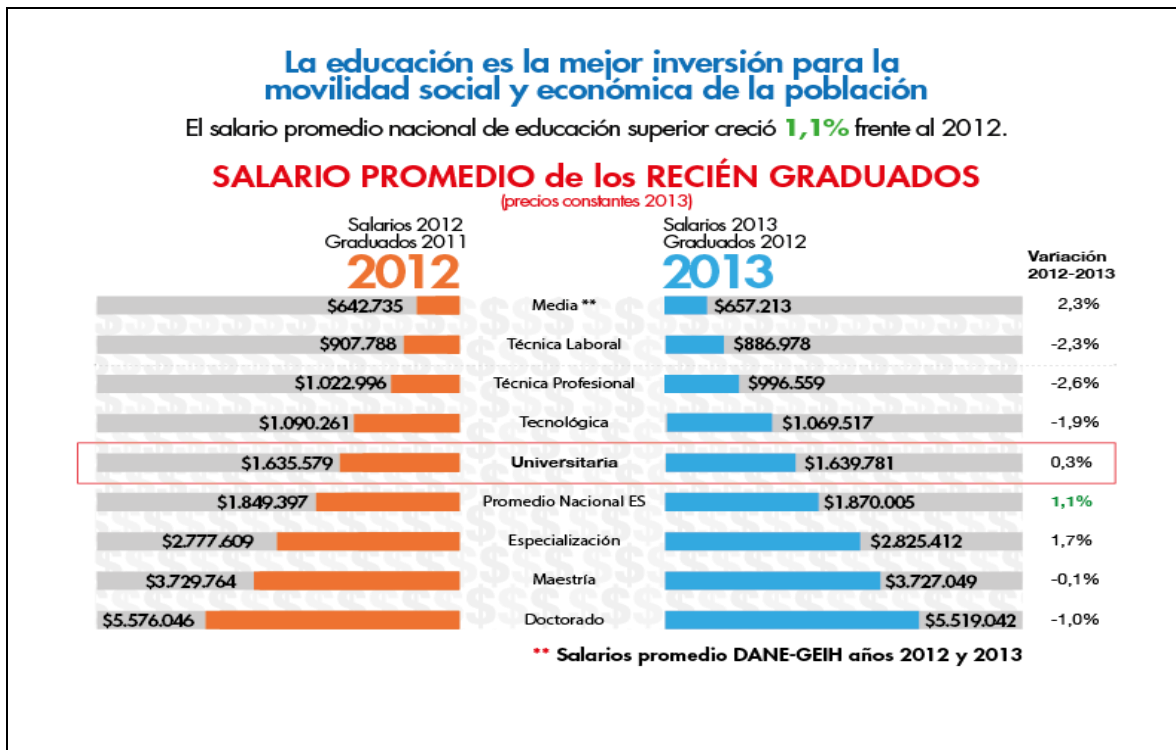 La educación es la mejor inversión para la
movilidad social y económica de la población
El salario promedio nacional de educación superior creció 1,1% frente al 2012.
SALARIO PROMEDIO de los RECIÉN GRADUADOS
(precios constantes 2013)
Salarios 2012
Graduados 2011
2012
Salarios 2013
Graduados 2012
2013
Variación
2012-2013
$642.735 Media ** $657.213 2,3%
$907.788 Técnica Laboral $886.978 -2,3%
$1.022.996 Técnica Profesional $996.559 -2,6%
$1.090.261 Tecnológica $1.069.517 -1,9%
$1.635.579 Universitaria $1.639.781 0,3%
$1.849.397 Promedio Nacional ES $1.870.005 1,1%
$2.777.609 Especialización $2.825.412 1,7%
$3.729.764 Maestría $3.727.049 -0,1%
$5.576.046 Doctorado $5.519.042 -1,0%
** Salarios promedio DANE-GEIH años 2012 y 2013